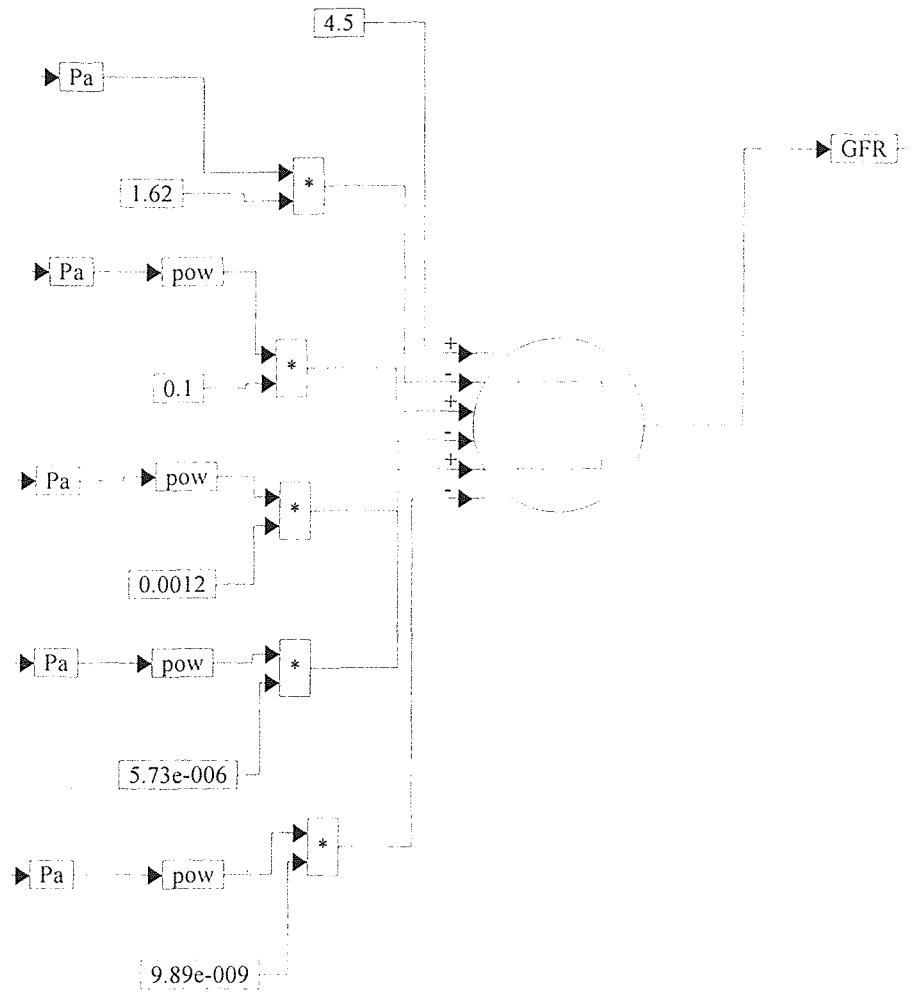 4.5
Pa
GFR
*
1.62
Pa
pow
+
*
-
0.1
+
-
+
Pa
pow
-
*
0.0012
Pa
pow
*
5.73e-006
*
Pa
pow
9.89e-009